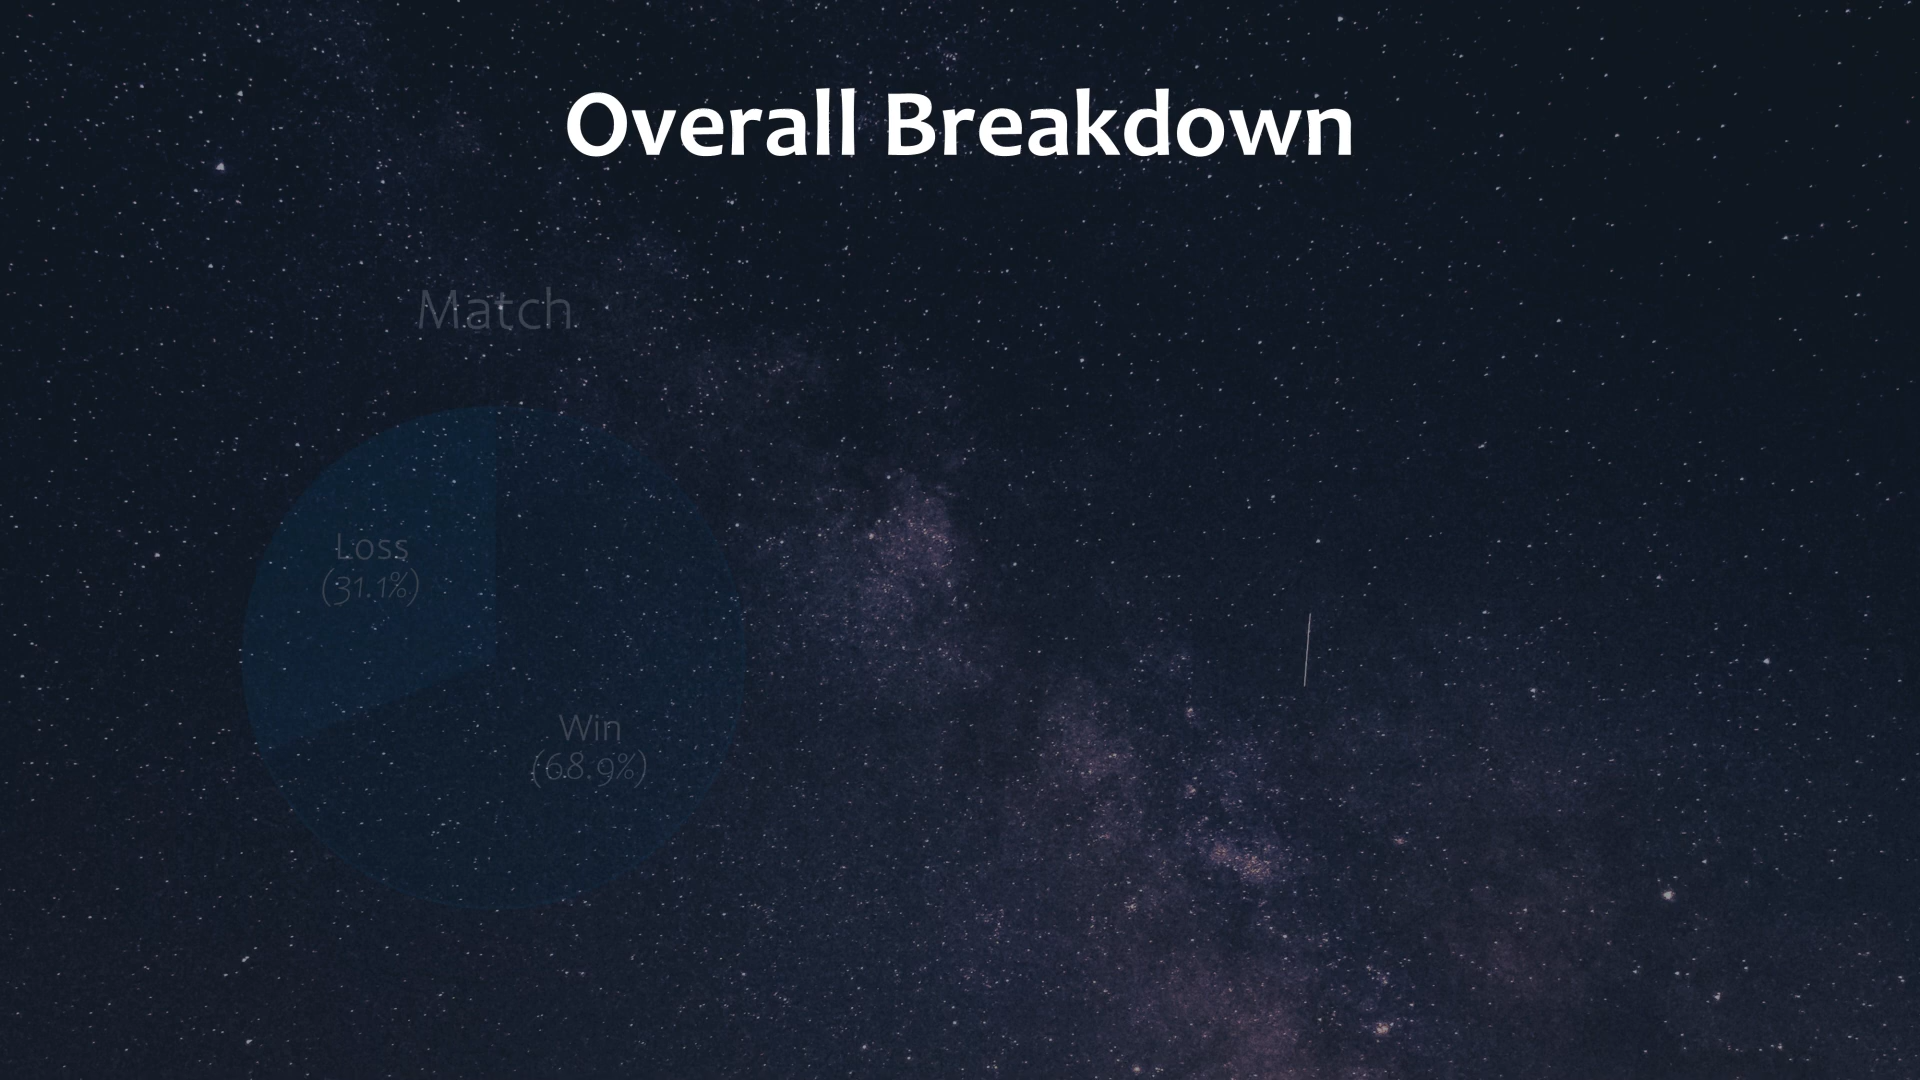 Overall Breakdown
Match
Loss
(31.1%)
Win
(68.9%)